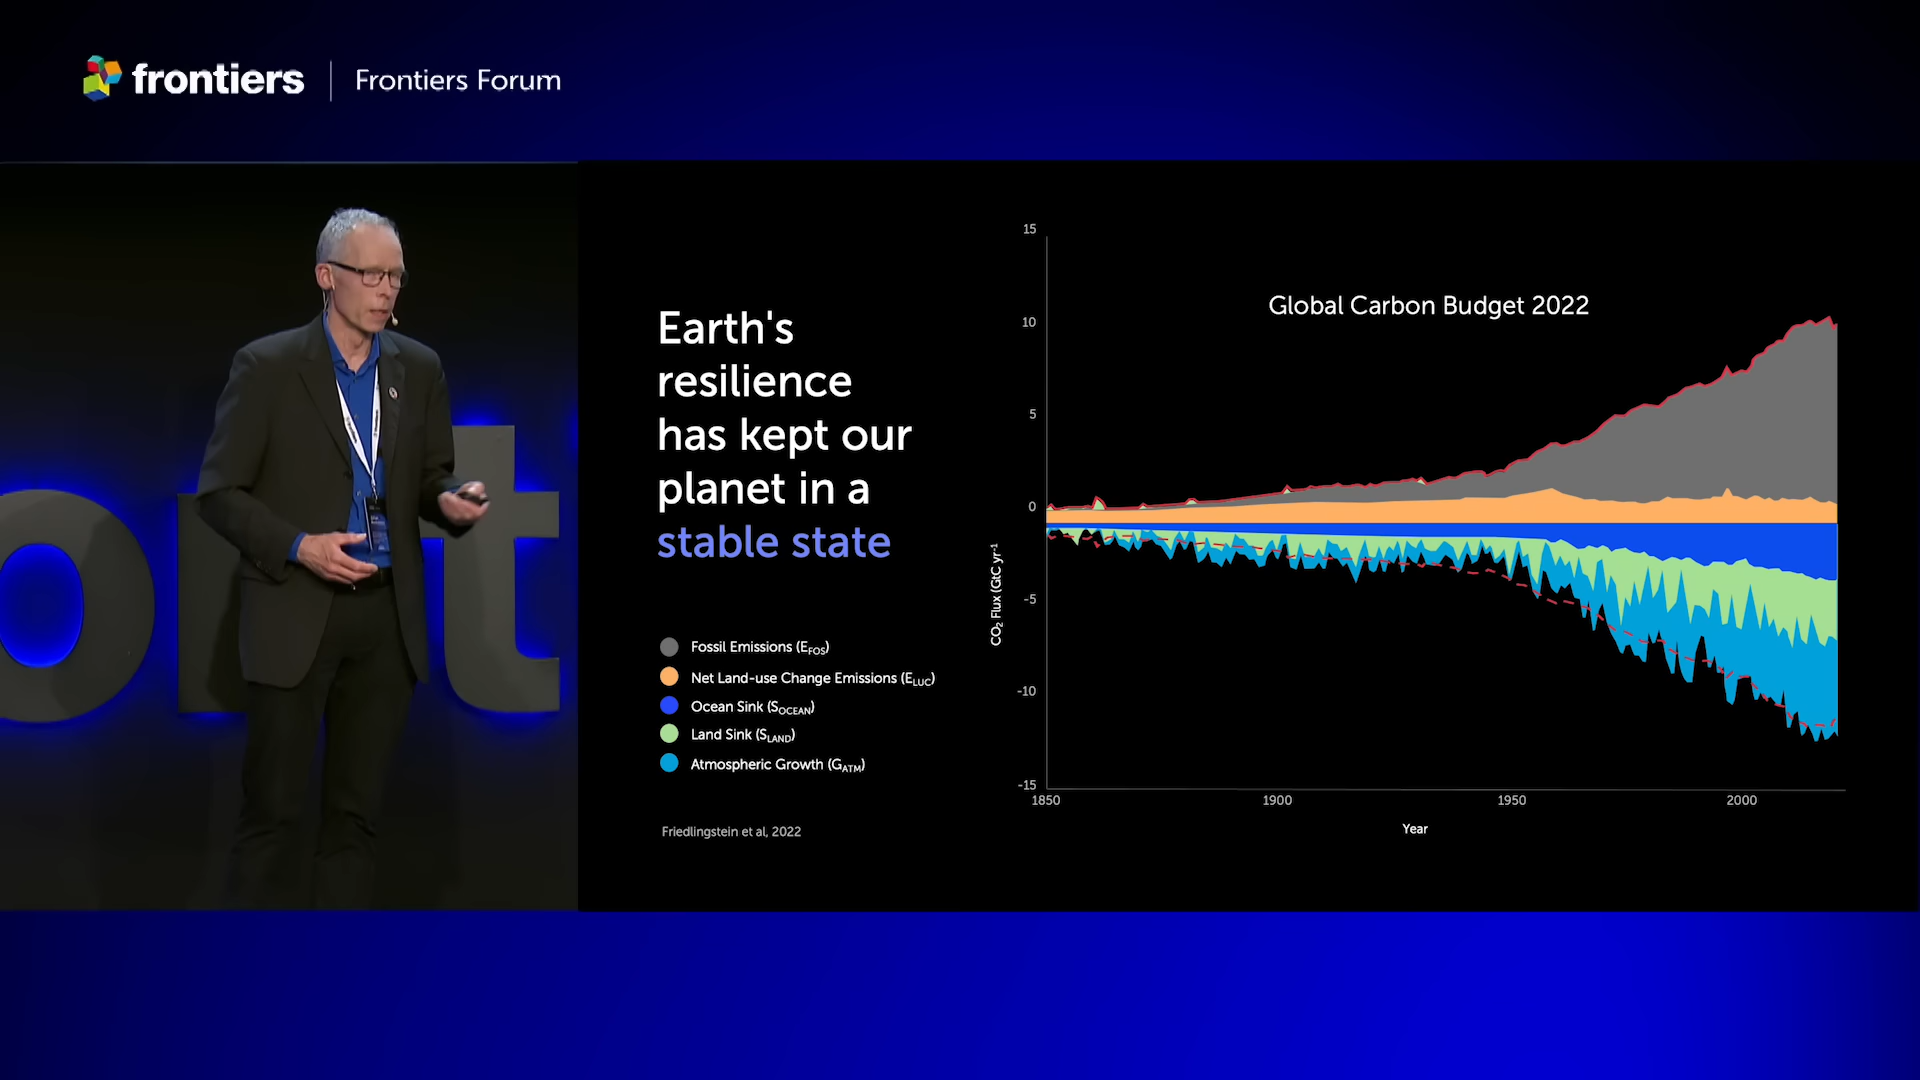 frontiers
Frontiers Forum
Earth's
resilience
has kept our
planet in a
stable state
Fossil Emissions (EFOS)
Net Land-use Change Emissions (ELUC)
Ocean Sink (SOCEAN)
Land Sink (SLAND)
Atmospheric Growth (GATM)
Friedlingstein et al, 2022
Global Carbon Budget 2022
15
10
5
0
-5
-10
-15
CO₂ Flux (GtC yr⁻¹)
1850
1900
1950
2000
Year